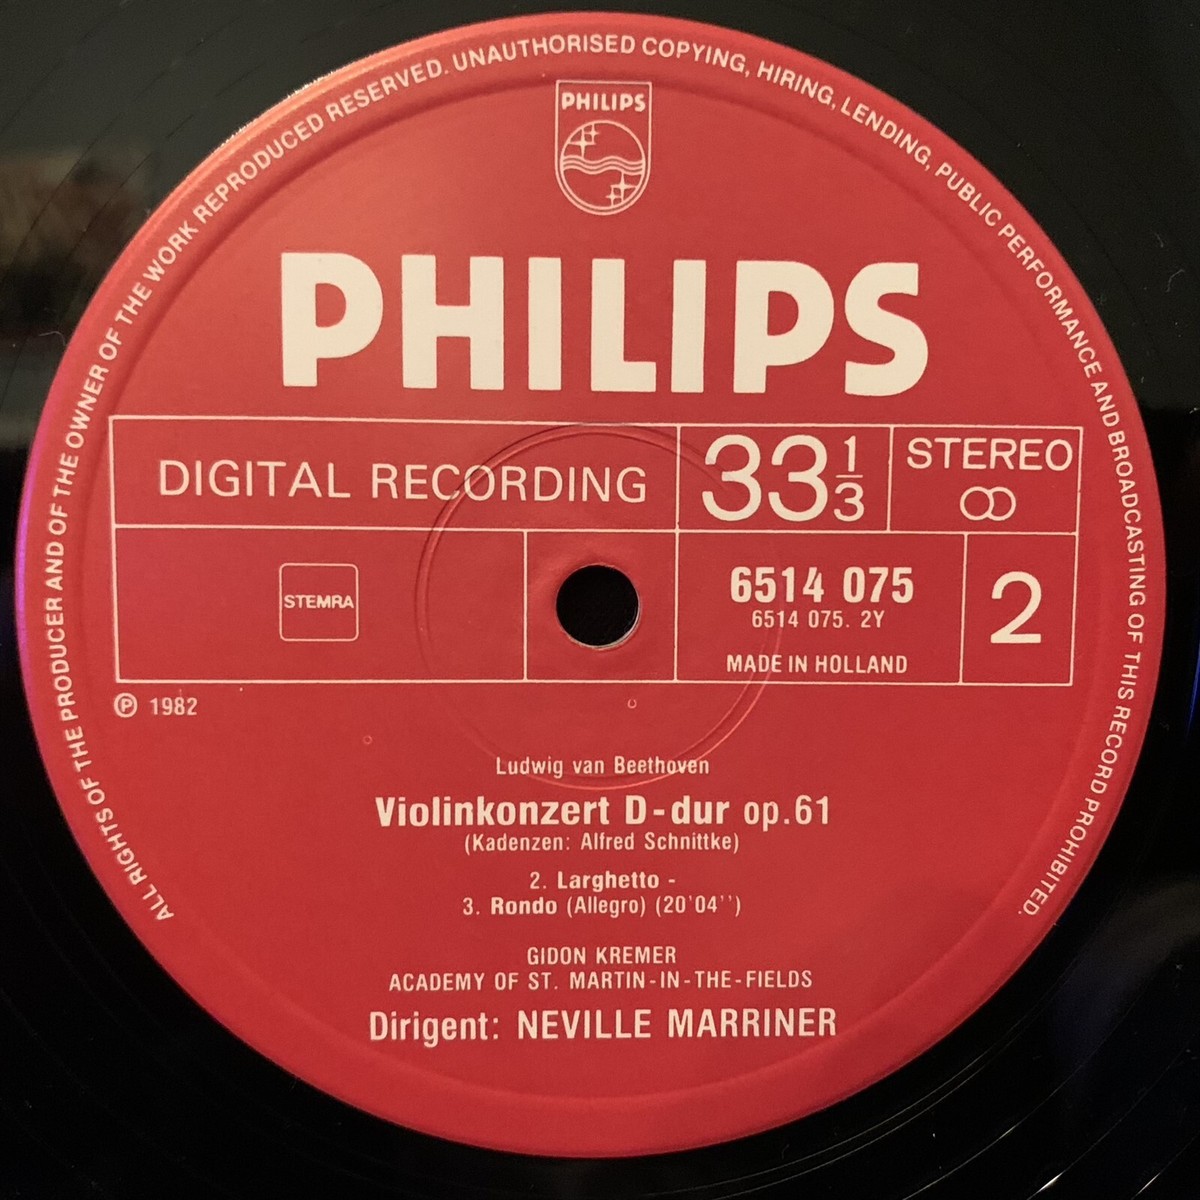 ALL RIGHTS OF THE PRODUCER AND OF THE OWNER OF THE WORK REPRODUCED RESERVED. UNAUTHORISED COPYING, HIRING, LENDING, PUBLIC PERFORMANCE AND BROADCASTING OF THIS RECORD PROHIBITED.
PHILIPS
PHILIPS
DIGITAL RECORDING
33 1/3
STEREO
STEMRA
6514 075
6514 075. 2Y
MADE IN HOLLAND
2
℗ 1982
Ludwig van Beethoven
Violinkonzert D-dur op.61
(Kadenzen: Alfred Schnittke)
2. Larghetto -
3. Rondo (Allegro) (20'04'')
GIDON KREMER
ACADEMY OF ST. MARTIN-IN-THE-FIELDS
Dirigent: NEVILLE MARRINER